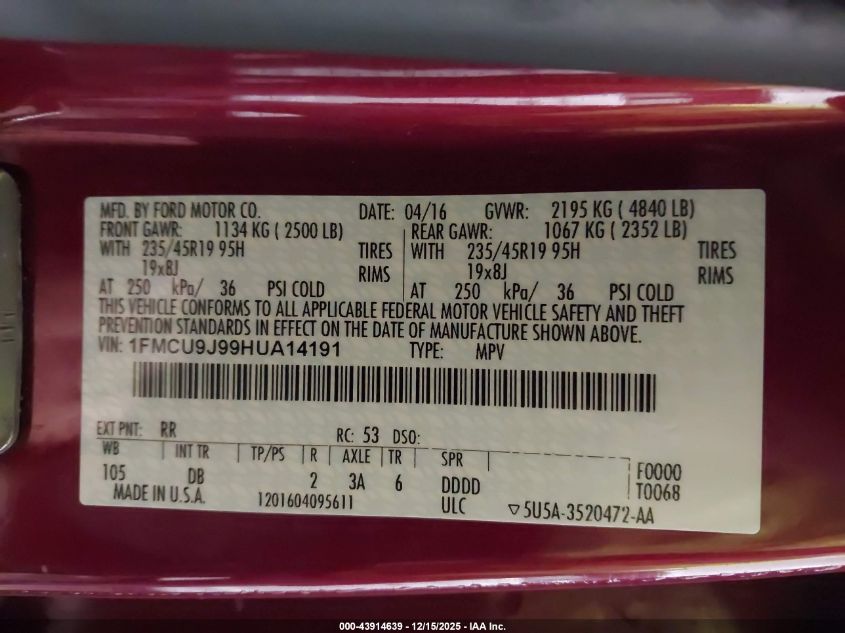 MFD. BY FORD MOTOR CO. DATE: 04/16 GVWR: 2195 KG ( 4840 LB)
FRONT GAWR: 1134 KG ( 2500 LB) REAR GAWR: 1067 KG ( 2352 LB)
WITH 235/45R19 95H TIRES WITH 235/45R19 95H TIRES
19x8J RIMS 19x8J RIMS
AT 250 kPa/ 36 PSI COLD AT 250 kPa/ 36 PSI COLD
THIS VEHICLE CONFORMS TO ALL APPLICABLE FEDERAL MOTOR VEHICLE SAFETY AND THEFT
PREVENTION STANDARDS IN EFFECT ON THE DATE OF MANUFACTURE SHOWN ABOVE.
VIN: 1FMCU9J99HUA14191 TYPE: MPV
EXT PNT: RR RC: 53 DSO:
WB INT TR TP/PS R AXLE TR SPR
105 DB 2 3A 6 DDDD F0000
MADE IN U.S.A. 1201604095611 ULC T0068
▽5U5A-3520472-AA
000-43914639 - 12/15/2025 - IAA Inc.